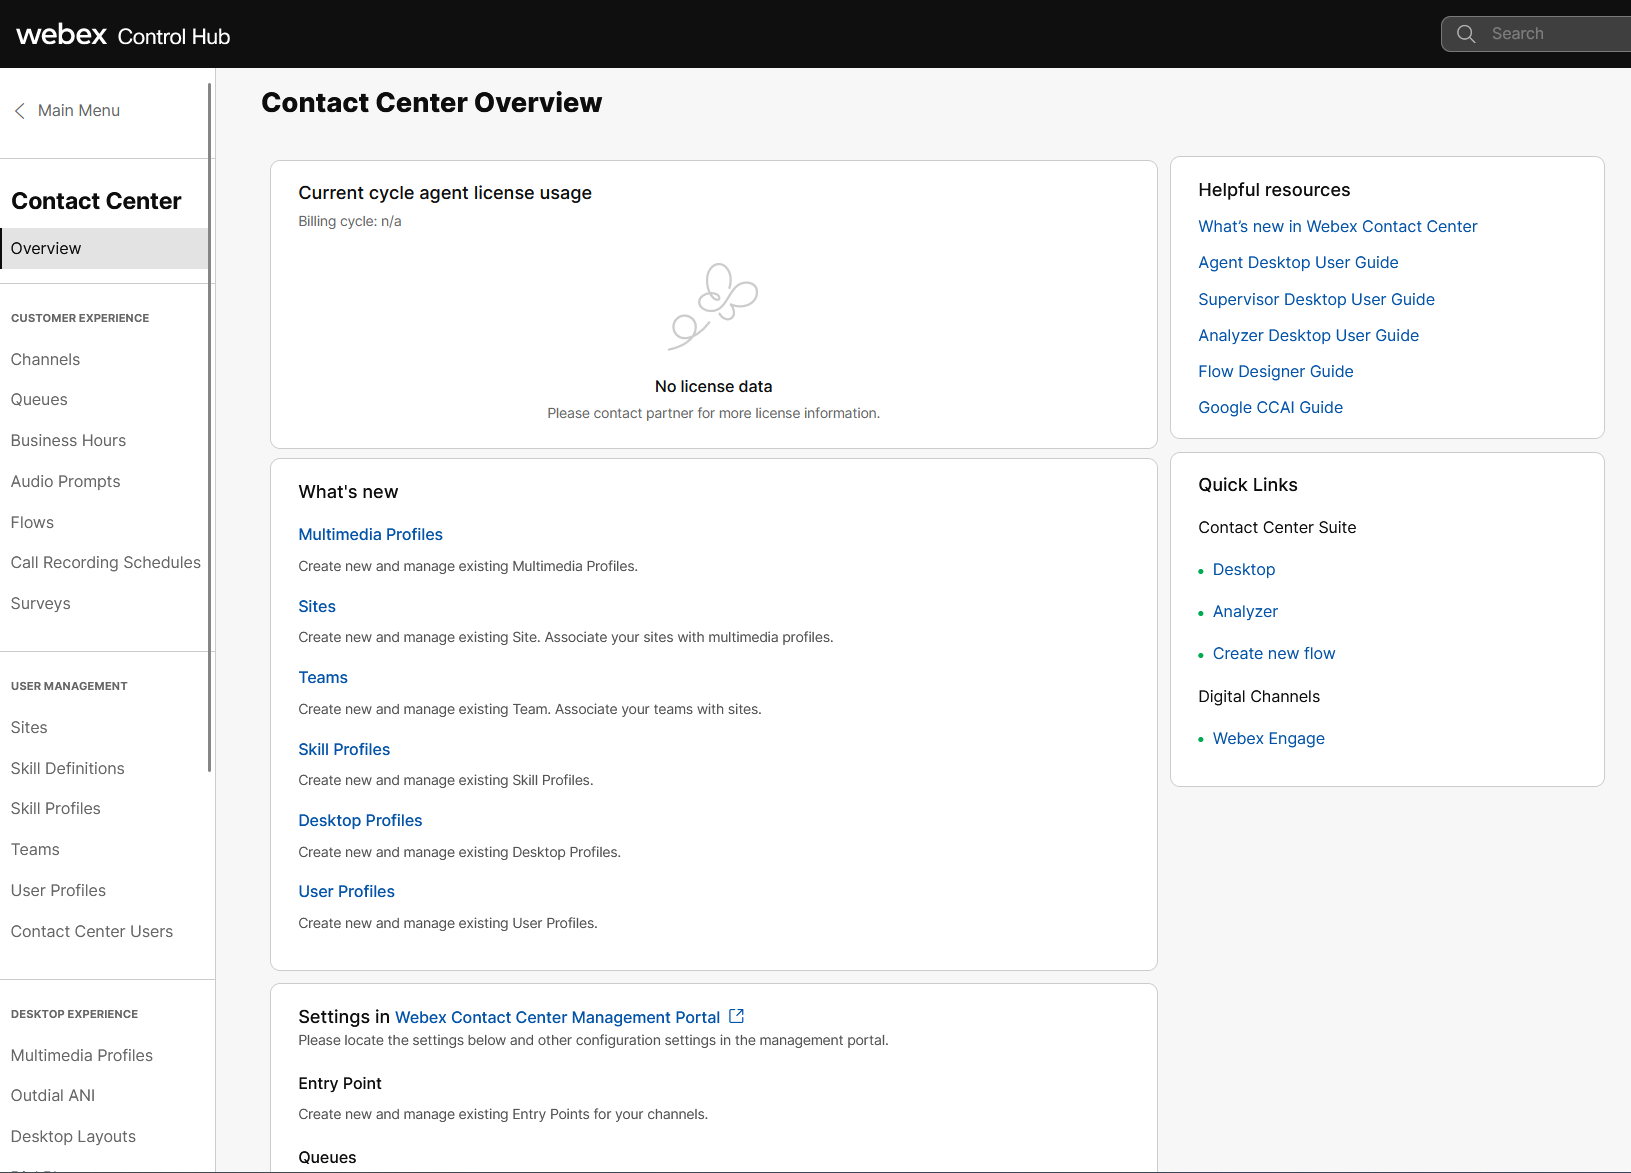 webex Control Hub
Search
Main Menu
Contact Center
Overview
CUSTOMER EXPERIENCE
Channels
Queues
Business Hours
Audio Prompts
Flows
Call Recording Schedules
Surveys
USER MANAGEMENT
Sites
Skill Definitions
Skill Profiles
Teams
User Profiles
Contact Center Users
DESKTOP EXPERIENCE
Multimedia Profiles
Outdial ANI
Desktop Layouts
Contact Center Overview
Current cycle agent license usage
Billing cycle: n/a
No license data
Please contact partner for more license information.
What's new
Multimedia Profiles
Create new and manage existing Multimedia Profiles.
Sites
Create new and manage existing Site. Associate your sites with multimedia profiles.
Teams
Create new and manage existing Team. Associate your teams with sites.
Skill Profiles
Create new and manage existing Skill Profiles.
Desktop Profiles
Create new and manage existing Desktop Profiles.
User Profiles
Create new and manage existing User Profiles.
Settings in Webex Contact Center Management Portal
Please locate the settings below and other configuration settings in the management portal.
Entry Point
Create new and manage existing Entry Points for your channels.
Queues
Helpful resources
What’s new in Webex Contact Center
Agent Desktop User Guide
Supervisor Desktop User Guide
Analyzer Desktop User Guide
Flow Designer Guide
Google CCAI Guide
Quick Links
Contact Center Suite
Desktop
Analyzer
Create new flow
Digital Channels
Webex Engage